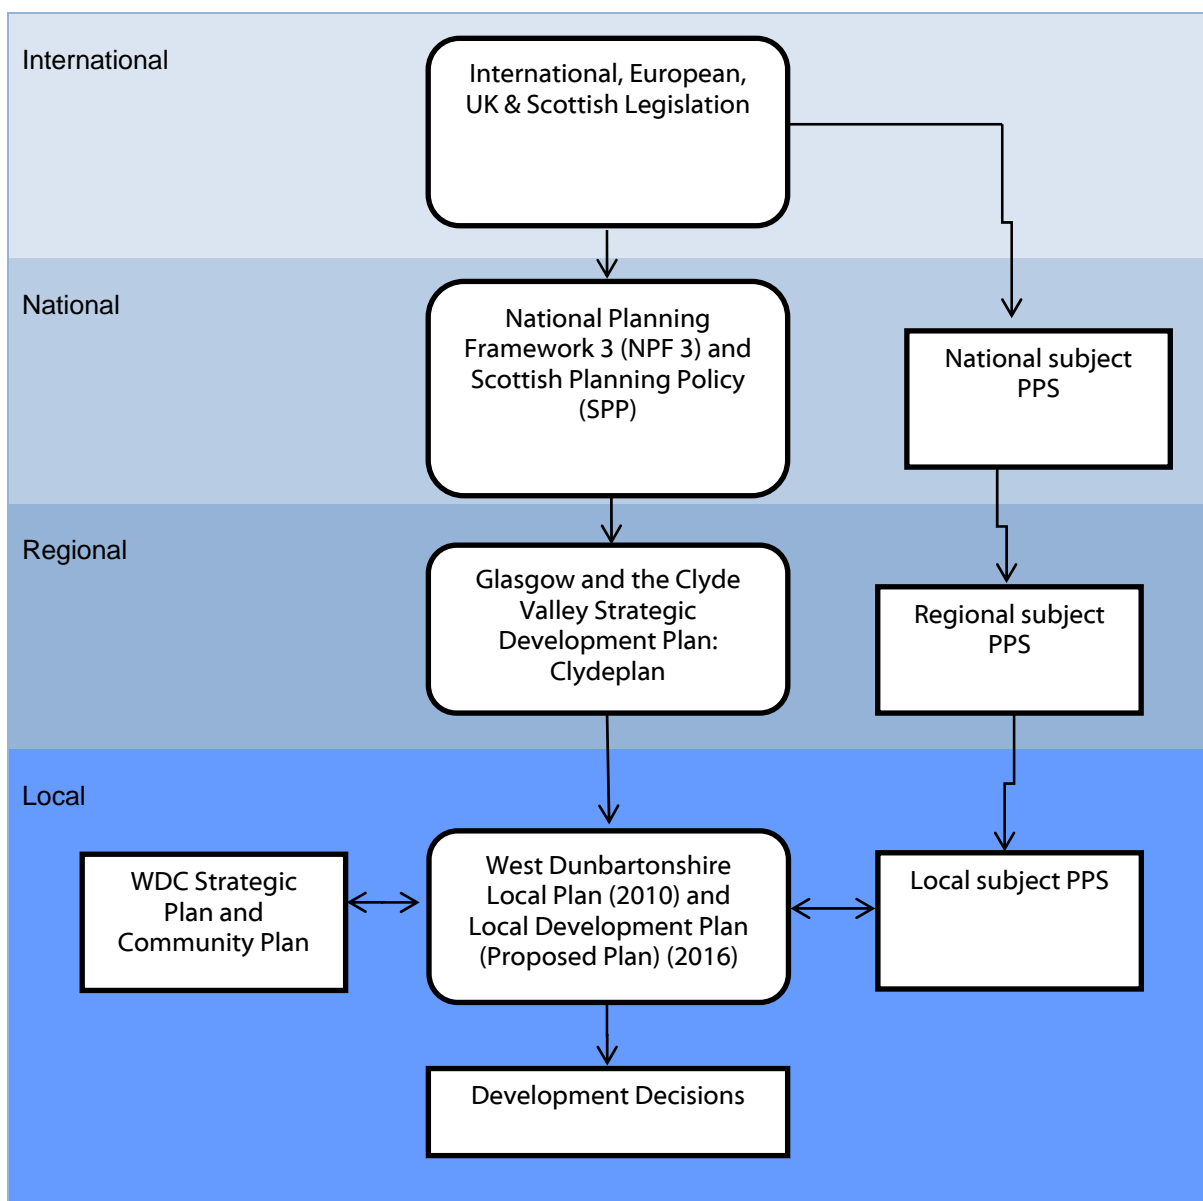 International
International, European,
UK & Scottish Legislation
National
National Planning
Framework 3 (NPF 3) and
Scottish Planning Policy
(SPP)
National subject
PPS
Regional
Glasgow and the Clyde
Valley Strategic
Development Plan:
Clydeplan
Regional subject
PPS
Local
WDC Strategic
Plan and
Community Plan
West Dunbartonshire
Local Plan (2010) and
Local Development Plan
(Proposed Plan) (2016)
Local subject PPS
Development Decisions